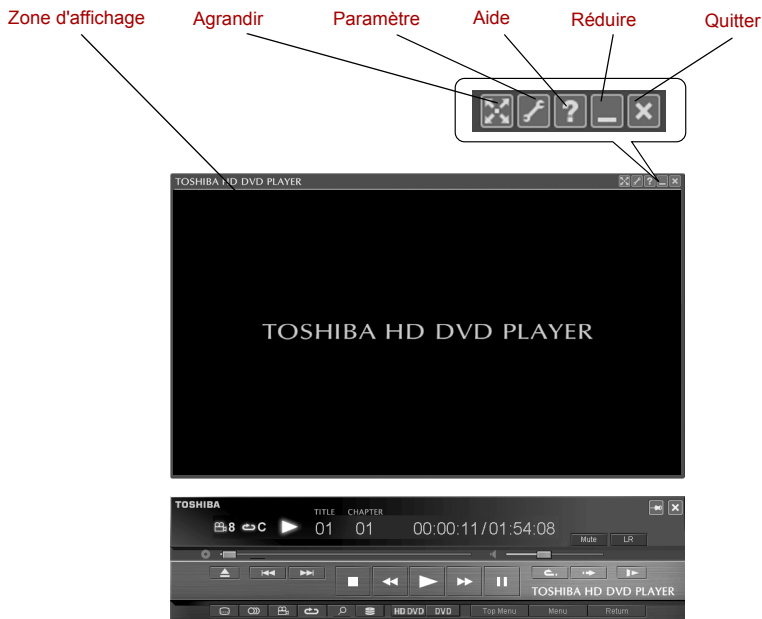 Zone d'affichage Agrandir Paramètre Aide Réduire Quitter
TOSHIBA HD DVD PLAYER
TOSHIBA HD DVD PLAYER
TOSHIBA
TITLE CHAPTER
8 C 01 01 00:00:11/01:54:08
Mute LR
TOSHIBA HD DVD PLAYER
HD DVD DVD Top Menu Menu Return